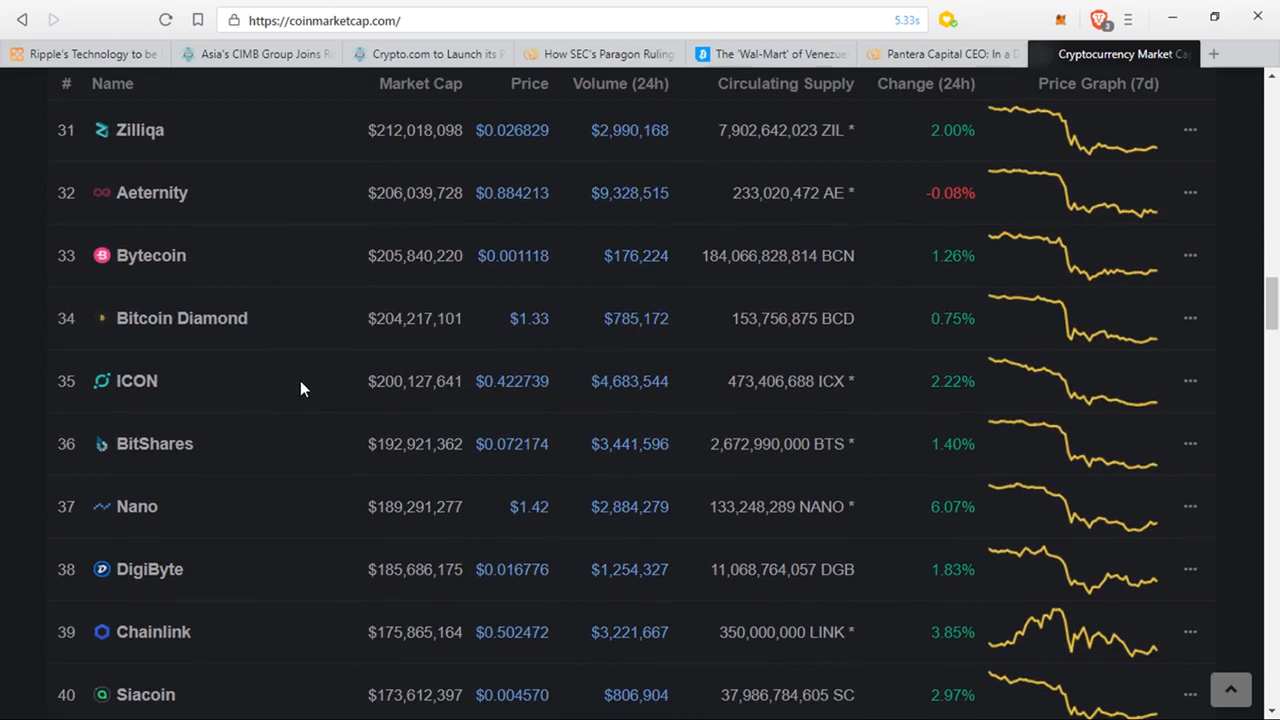 https://coinmarketcap.com/ 5.33s 3
Ripple's Technology to be Asia's CIMB Group Joins R Crypto.com to Launch its P How SEC's Paragon Ruling The 'Wal-Mart' of Venezue Pantera Capital CEO: In a D Cryptocurrency Market Ca
# Name Market Cap Price Volume (24h) Circulating Supply Change (24h) Price Graph (7d)
31 Zilliqa $212,018,098 $0.026829 $2,990,168 7,902,642,023 ZIL * 2.00%
32 Aeternity $206,039,728 $0.884213 $9,328,515 233,020,472 AE * -0.08%
33 Bytecoin $205,840,220 $0.001118 $176,224 184,066,828,814 BCN 1.26%
34 Bitcoin Diamond $204,217,101 $1.33 $785,172 153,756,875 BCD 0.75%
35 ICON $200,127,641 $0.422739 $4,683,544 473,406,688 ICX * 2.22%
36 BitShares $192,921,362 $0.072174 $3,441,596 2,672,990,000 BTS * 1.40%
37 Nano $189,291,277 $1.42 $2,884,279 133,248,289 NANO * 6.07%
38 DigiByte $185,686,175 $0.016776 $1,254,327 11,068,764,057 DGB 1.83%
39 Chainlink $175,865,164 $0.502472 $3,221,667 350,000,000 LINK * 3.85%
40 Siacoin $173,612,397 $0.004570 $806,904 37,986,784,605 SC 2.97%